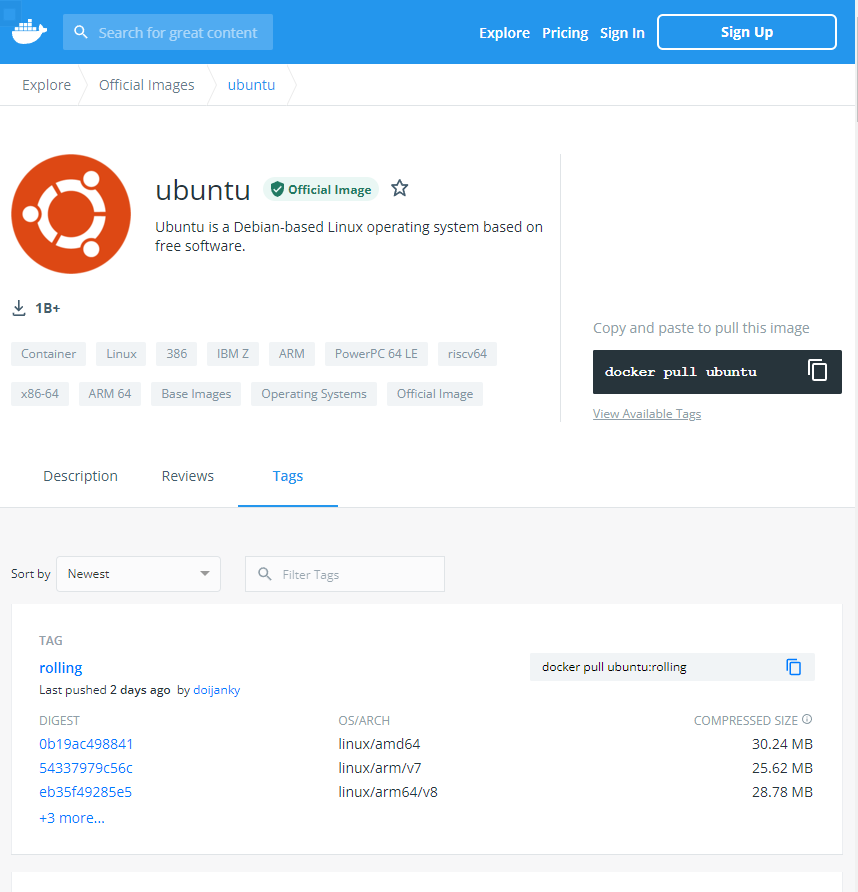 Search for great content
Explore Pricing Sign In Sign Up
Explore Official Images ubuntu
ubuntu Official Image
Ubuntu is a Debian-based Linux operating system based on
free software.
1B+
Container Linux 386 IBM Z ARM PowerPC 64 LE riscv64
x86-64 ARM 64 Base Images Operating Systems Official Image
Copy and paste to pull this image
docker pull ubuntu
View Available Tags
Description Reviews Tags
Sort by Newest Filter Tags
TAG
rolling
docker pull ubuntu:rolling
Last pushed 2 days ago by doijanky
DIGEST OS/ARCH COMPRESSED SIZE
0b19ac498841 linux/amd64 30.24 MB
54337979c56c linux/arm/v7 25.62 MB
eb35f49285e5 linux/arm64/v8 28.78 MB
+3 more...